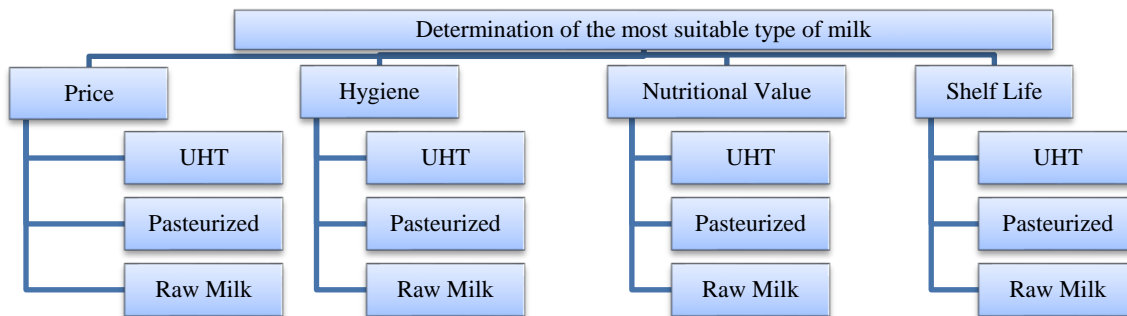 Determination of the most suitable type of milk
Price
Hygiene
Nutritional Value
Shelf Life
UHT
UHT
UHT
UHT
Pasteurized
Pasteurized
Pasteurized
Pasteurized
Raw Milk
Raw Milk
Raw Milk
Raw Milk